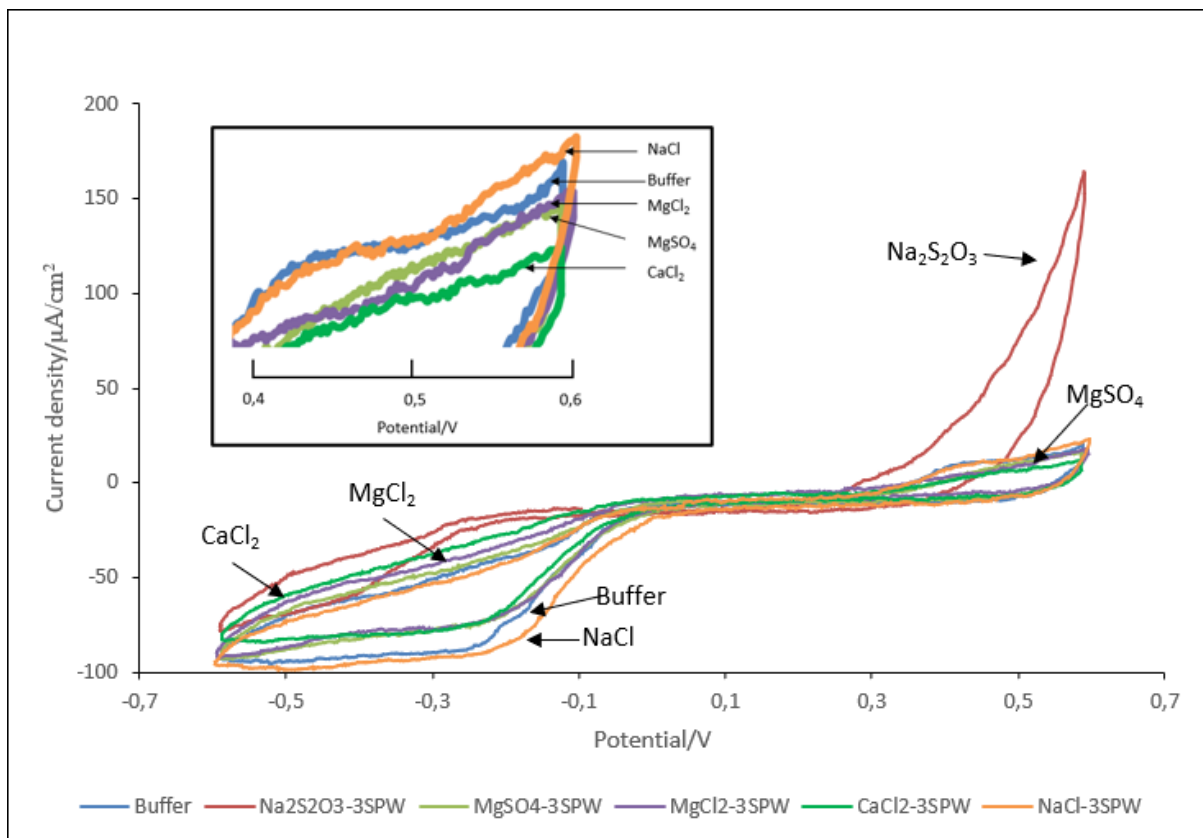 200
150
100
50
0
-50
-100
Current density/µA/cm²
-0,7
-0,5
-0,3
-0,1
0,1
0,3
0,5
0,7
Potential/V
NaCl
Buffer
MgCl₂
MgSO₄
CaCl₂
0,4
0,5
0,6
Potential/V
Na₂S₂O₃
MgSO₄
MgCl₂
CaCl₂
Buffer
NaCl
Buffer Na2S2O3-3SPW MgSO4-3SPW MgCl2-3SPW CaCl2-3SPW NaCl-3SPW